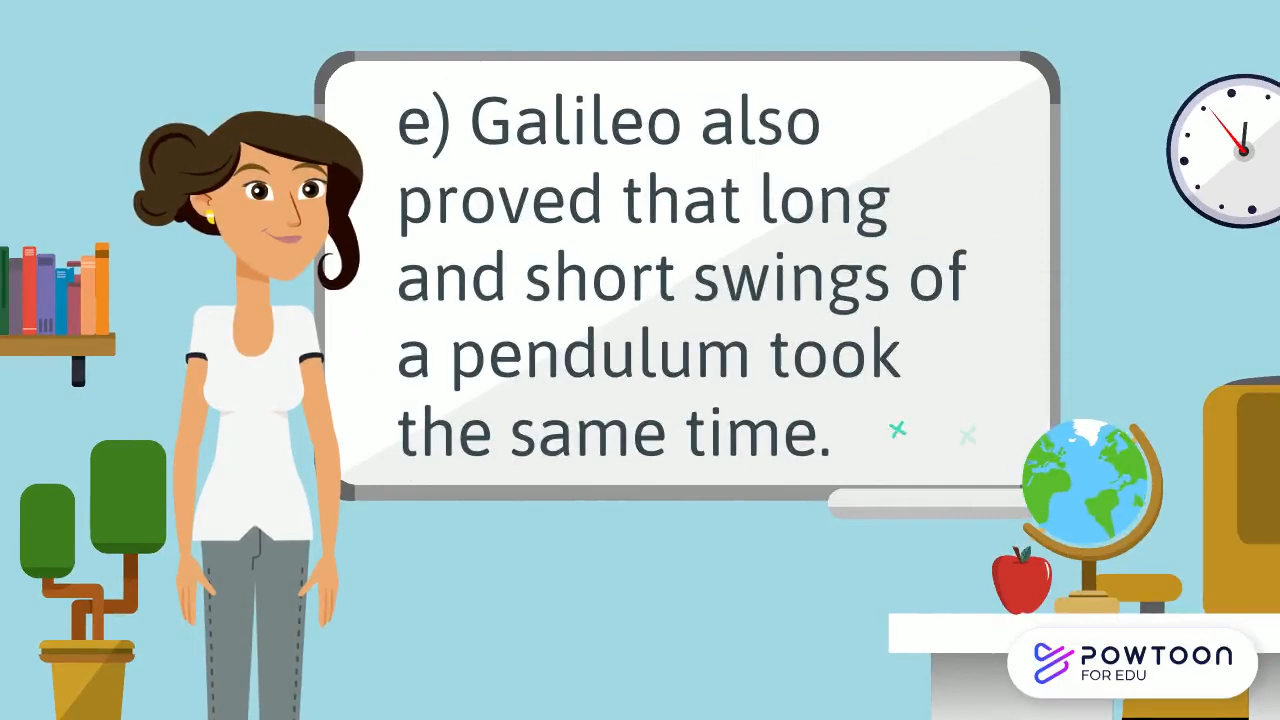 e) Galileo also
proved that long
and short swings of
a pendulum took
the same time.
POWTOON
FOR EDU